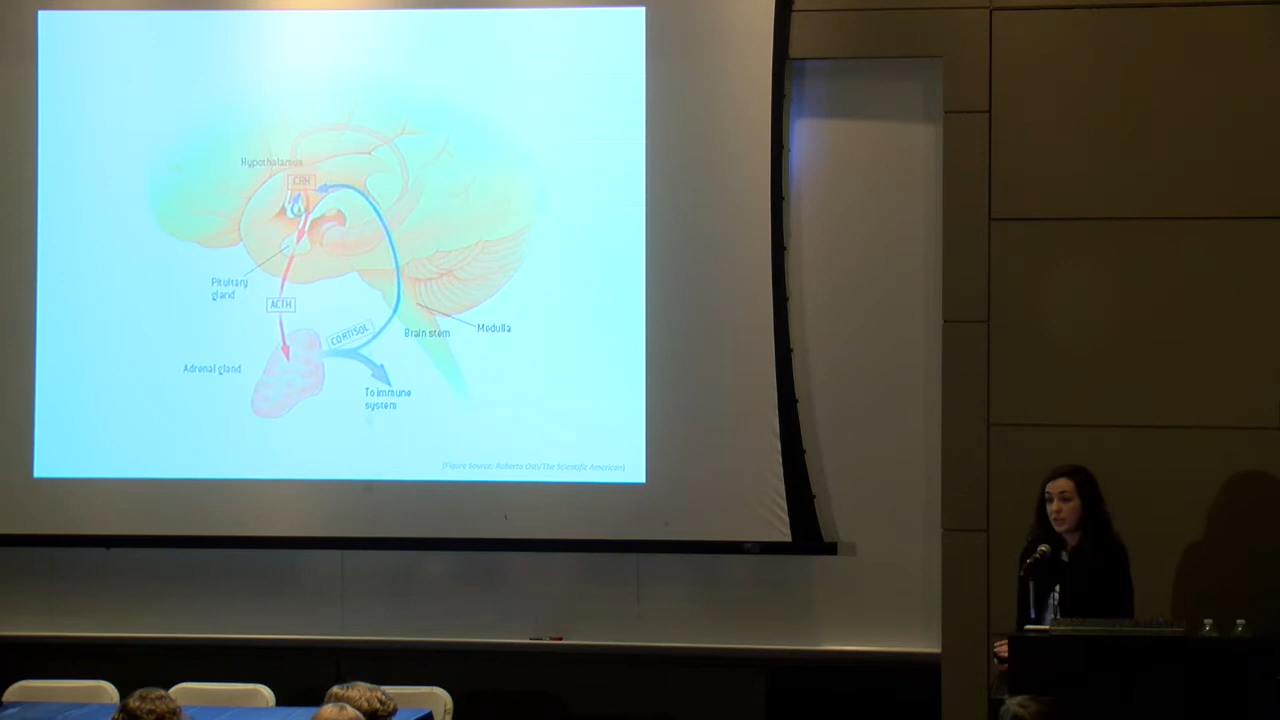 Hypothalamus
CRH
Pituitary
gland
ACTH
CORTISOL
Brain stem
Medulla
Adrenal gland
To immune
system
(Figure Source: Roberto Osti/The Scientific American)